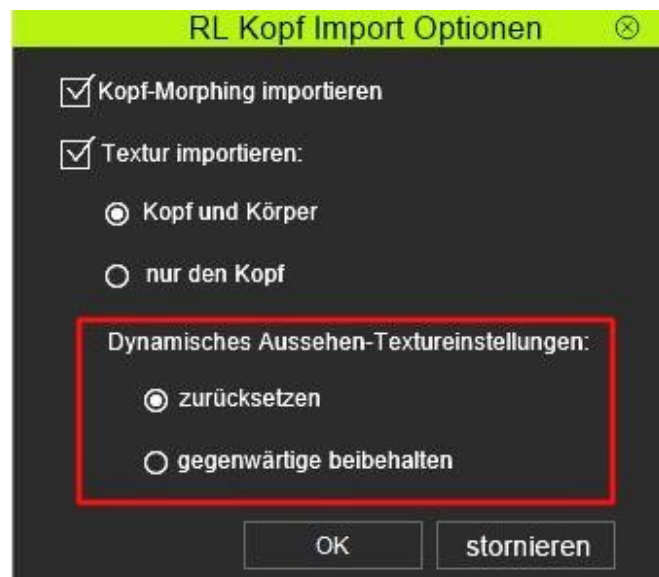 RL Kopf Import Optionen
Kopf-Morphing importieren
Textur importieren:
Kopf und Körper
nur den Kopf
Dynamisches Aussehen-Textureinstellungen:
zurücksetzen
gegenwärtige beibehalten
OK
stornieren